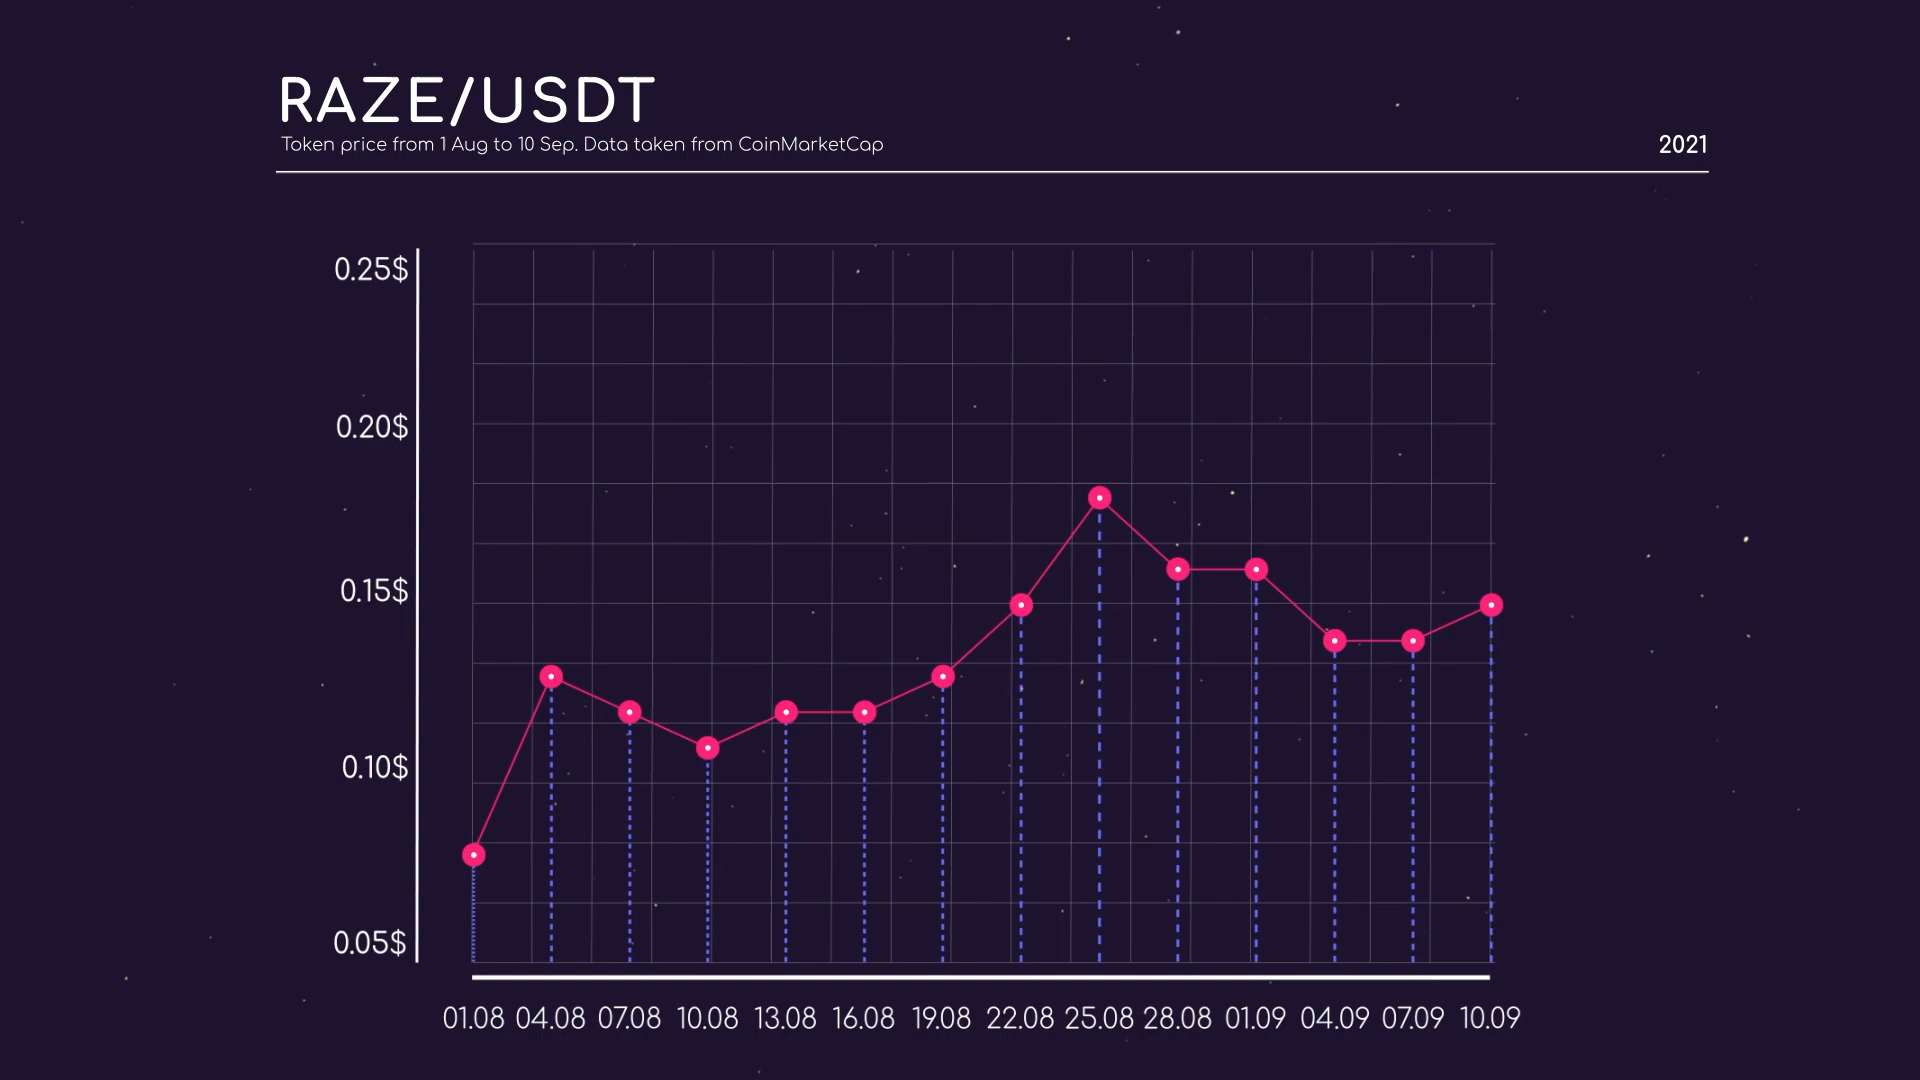 RAZE/USDT
Token price from 1 Aug to 10 Sep. Data taken from CoinMarketCap
2021
0.25$
0.20$
0.15$
0.10$
0.05$
01.08 04.08 07.08 10.08 13.08 16.08 19.08 22.08 25.08 28.08 01.09 04.09 07.09 10.09